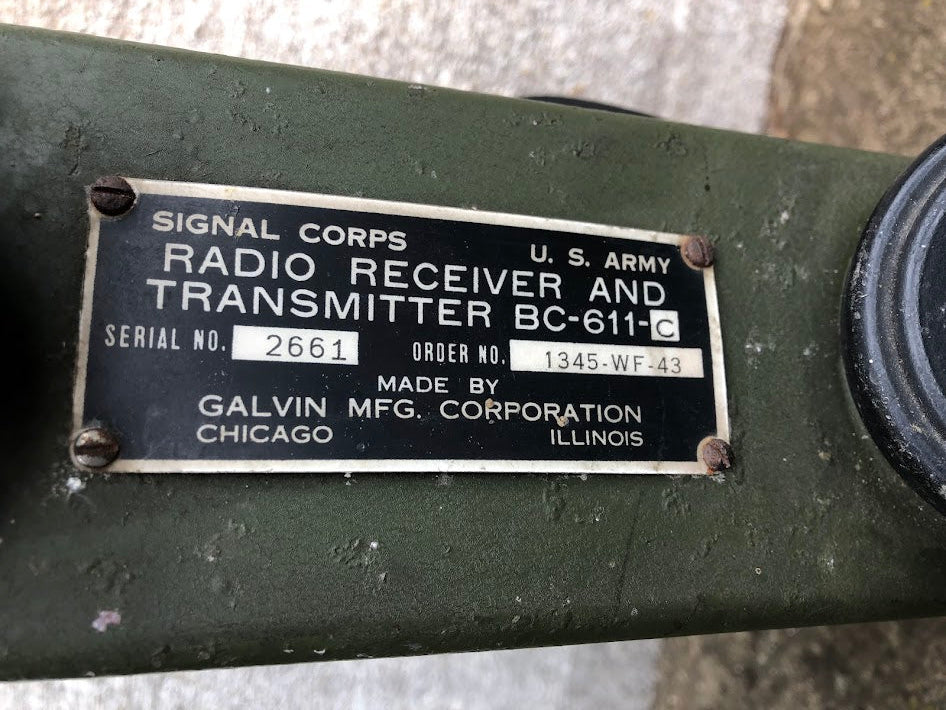 SIGNAL CORPS U. S. ARMY
RADIO RECEIVER AND
TRANSMITTER BC-611-C
SERIAL NO. 2661 ORDER NO. 1345-WF-43
MADE BY
GALVIN MFG. CORPORATION
CHICAGO ILLINOIS